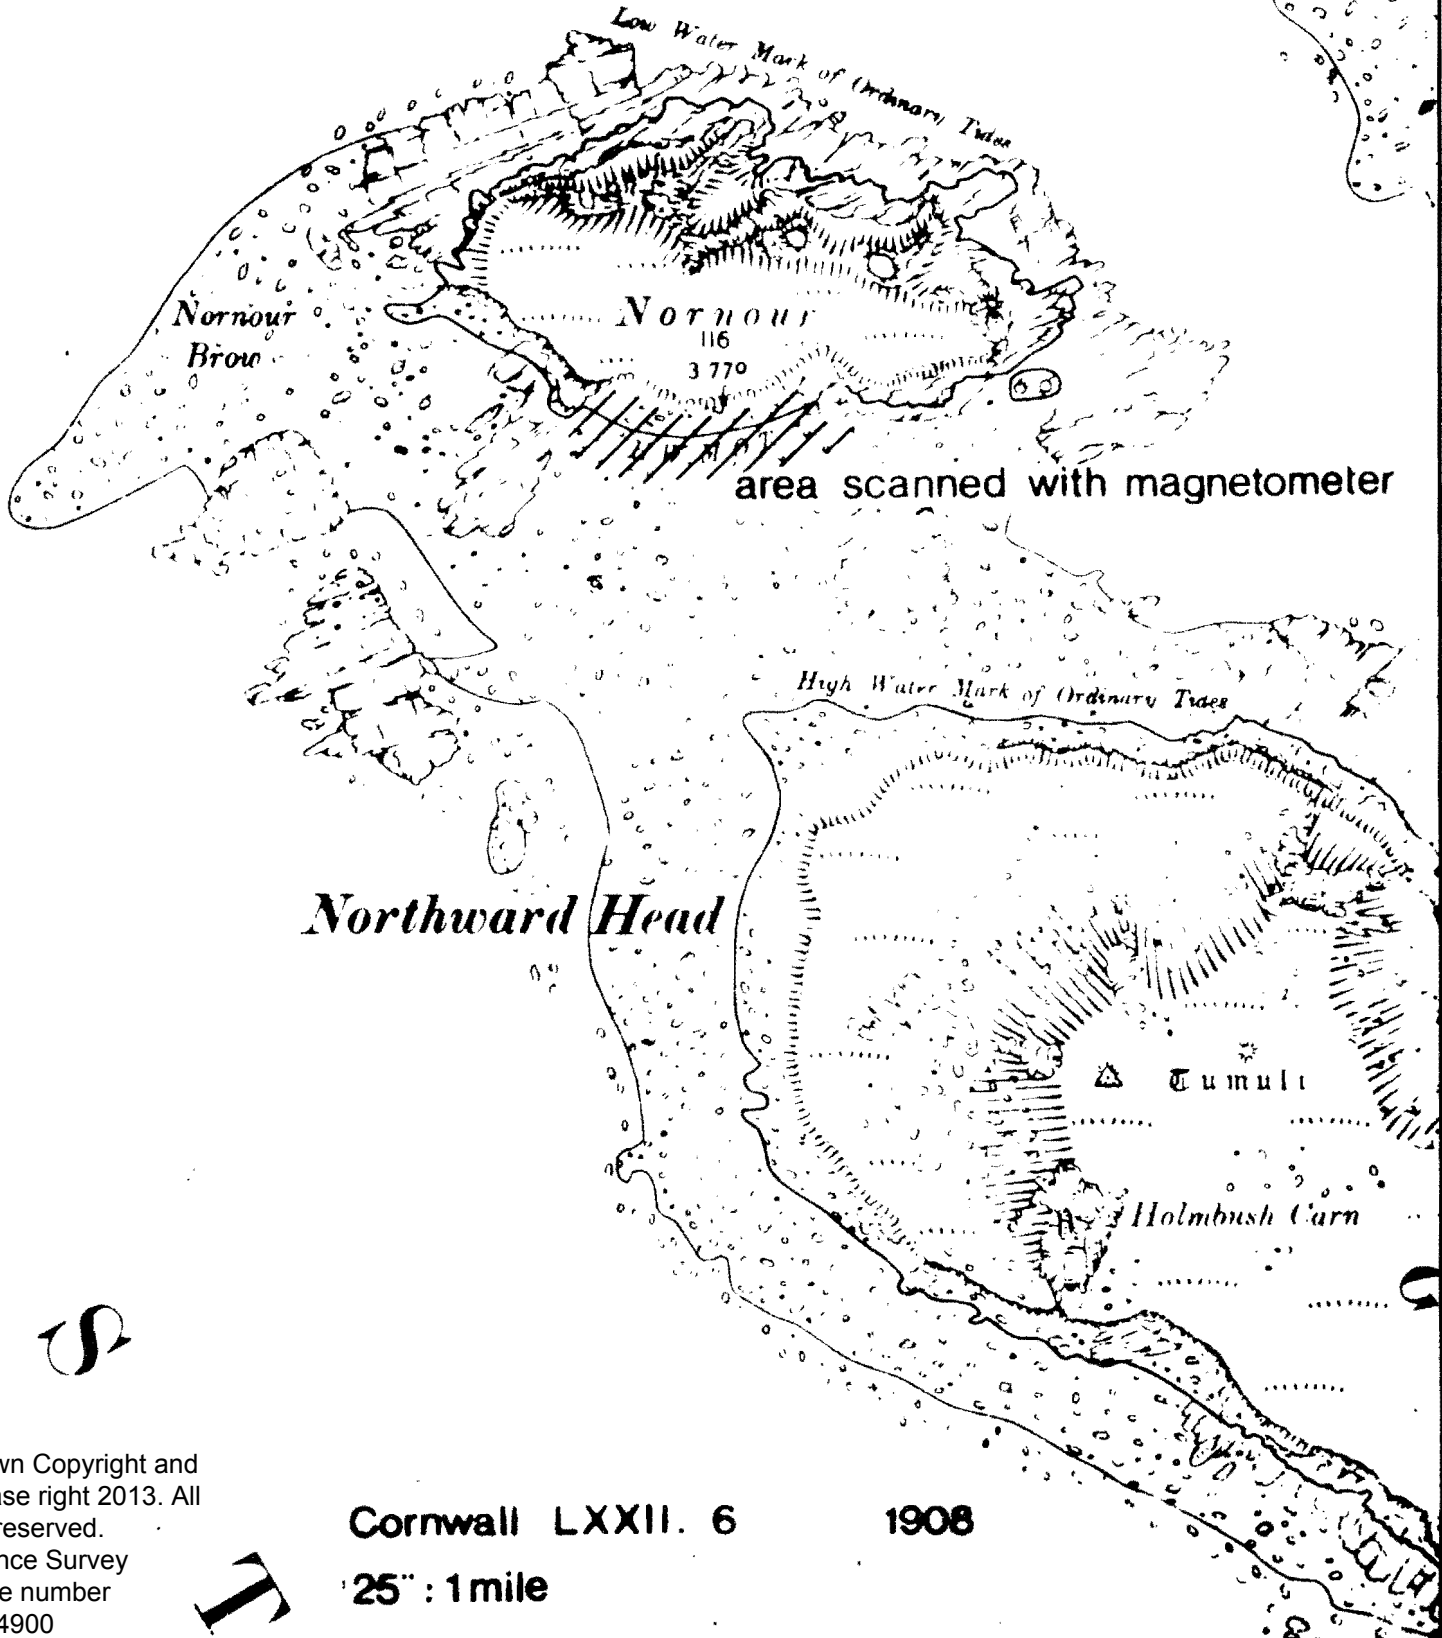 Low Water Mark of Ordinary Tides
Nornour
Brow
Nornour
116
3 770
area scanned with magnetometer
High Water Mark of Ordinary Tides
Northward Head
Tumuli
Holmbush Carn
S
T
wn Copyright and
ase right 2013. All
reserved.
nce Survey
e number
4900
Cornwall LXXII. 6 1908
25" : 1 mile